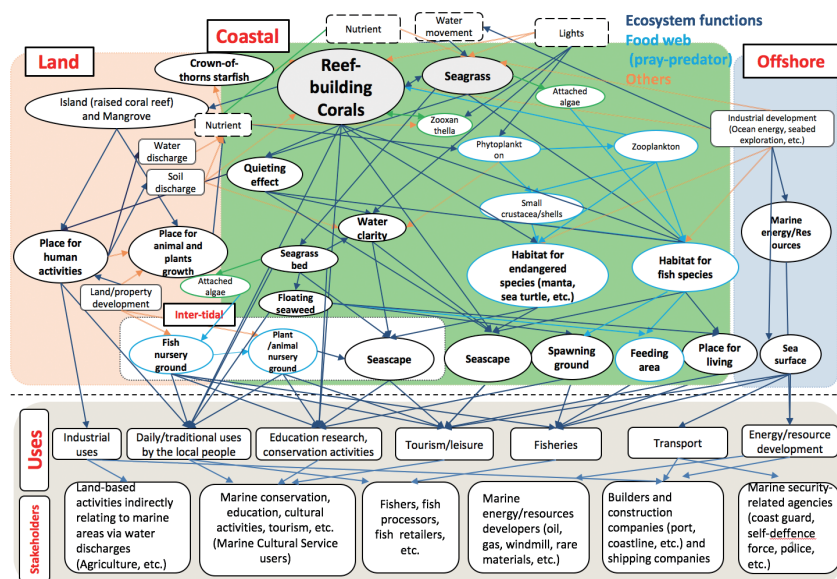 Water
movement
Nutrient
Lights
Ecosystem functions
Food web
(pray-predator)
Others
Land
Coastal
Offshore
Crown-of-
thorns starfish
Reef-
building
Corals
Seagrass
Attached
algae
Island (raised coral reef)
and Mangrove
Nutrient
Zooxan
thella
Industrial development
(Ocean energy, seabed
exploration, etc.)
Water
discharge
Phytoplankt
on
Zooplankton
Soil
discharge
Quieting
effect
Small
crustacea/shells
Water
clarity
Marine
energy/Res
ources
Place for
human activities
Place for
animal and
plants growth
Seagrass
bed
Habitat for
endangered
species (manta,
sea turtle, etc.)
Habitat for
fish species
Land/property
development
Attached
algae
Floating
seaweed
Inter-tidal
Fish
nursery
ground
Plant
/animal
nursery
ground
Seascape
Seascape
Spawning
ground
Feeding
area
Place for
living
Sea
surface
Uses
Industrial
uses
Daily/traditional uses
by the local people
Education research,
conservation activities
Tourism/leisure
Fisheries
Transport
Energy/resource
development
Stakeholders
Land-based
activities indirectly
relating to marine
areas via water
discharges
(Agriculture, etc.)
Marine conservation,
education, cultural
activities, tourism, etc.
(Marine Cultural Service
users)
Fishers, fish
processors,
fish retailers,
etc.
Marine
energy/resources
developers (oil,
gas, windmill, rare
materials, etc.)
Builders and
construction
companies (port,
coastline, etc.) and
shipping companies
Marine security-
related agencies
(coast guard,
self-deffence
force, police,
etc.)
1